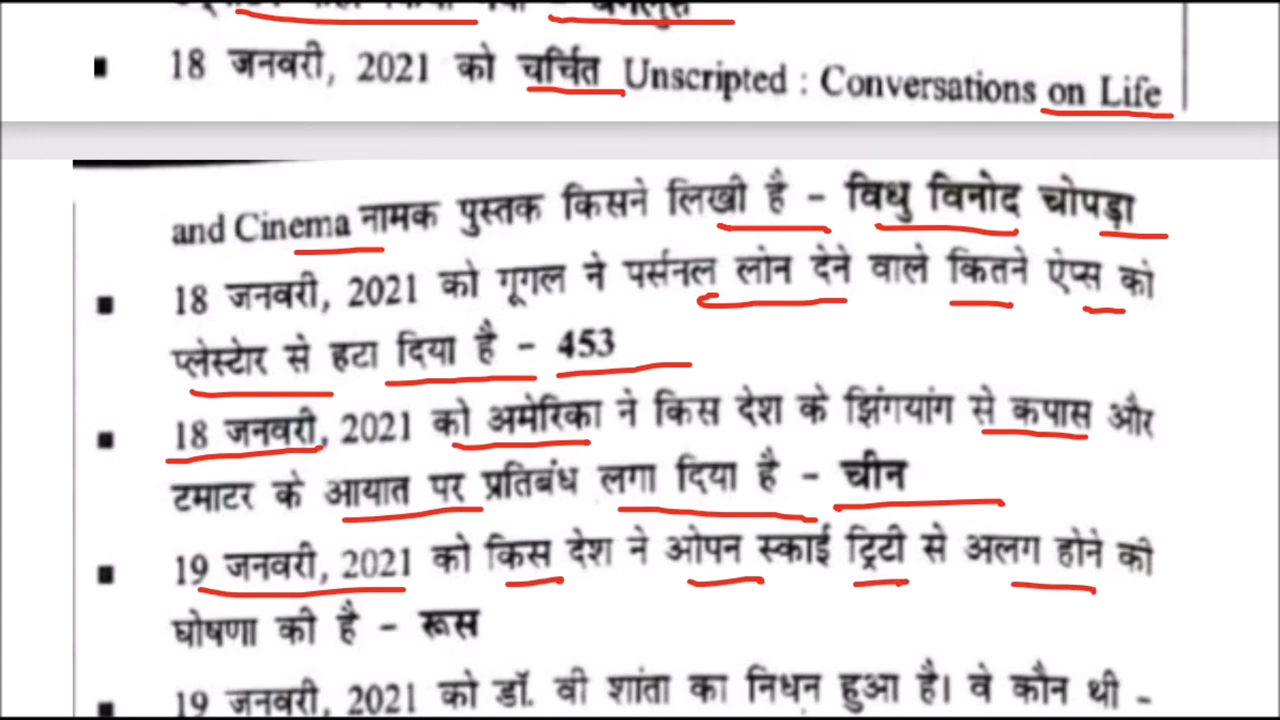 18 जनवरी, 2021 को चर्चित Unscripted : Conversations on Life
and Cinema नामक पुस्तक किसने लिखी है – विधु विनोद चोपड़ा
18 जनवरी, 2021 को गूगल ने पर्सनल लोन देने वाले कितने ऐप्स को
प्लेस्टोर से हटा दिया है – 453
18 जनवरी, 2021 को अमेरिका ने किस देश के झिंगयांग से कपास और
टमाटर के आयात पर प्रतिबंध लगा दिया है – चीन
19 जनवरी, 2021 को किस देश ने ओपन स्काई ट्रिटी से अलग होने की
घोषणा की है – रूस
19 जनवरी, 2021 को डॉ. वी शांता का निधन हुआ है। वे कौन थी –